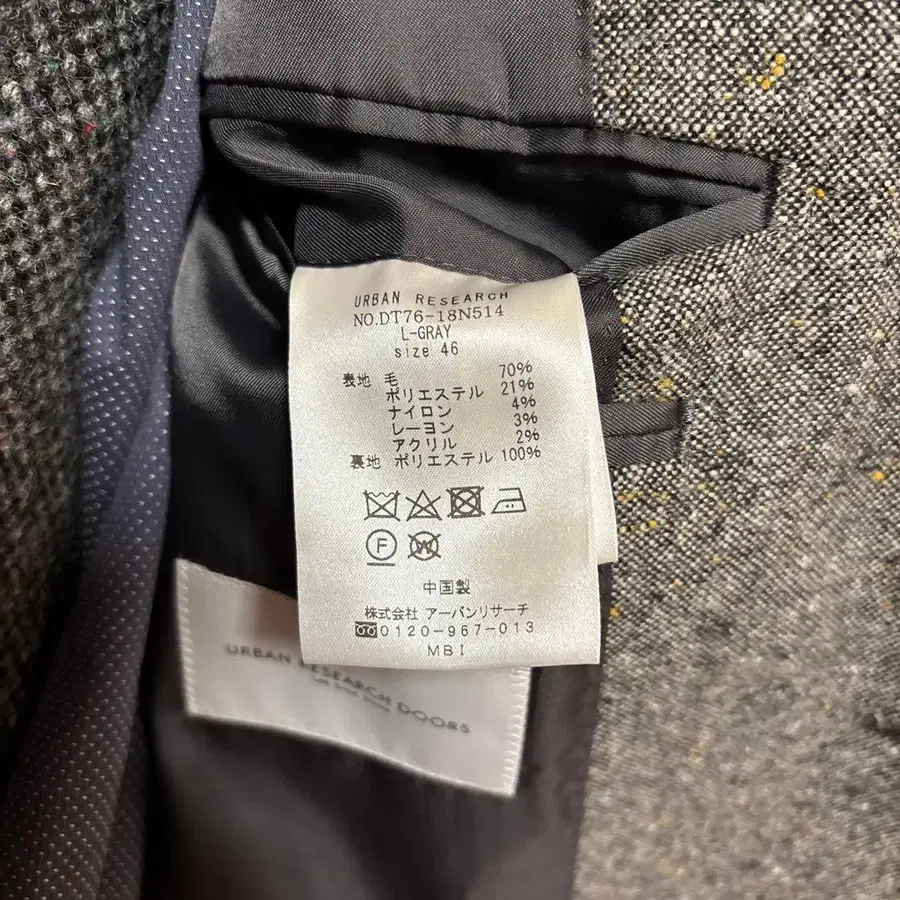 URBAN RESEARCH
NO.DT76-18N514
L-GRAY
size 46
表地 毛 70%
ポリエステル 21%
ナイロン 4%
レーヨン 3%
アクリル 2%
裏地 ポリエステル 100%
F W
中国製
株式会社 アーバンリサーチ
0120-967-013
MBI
URBAN RESEARCH DOORS